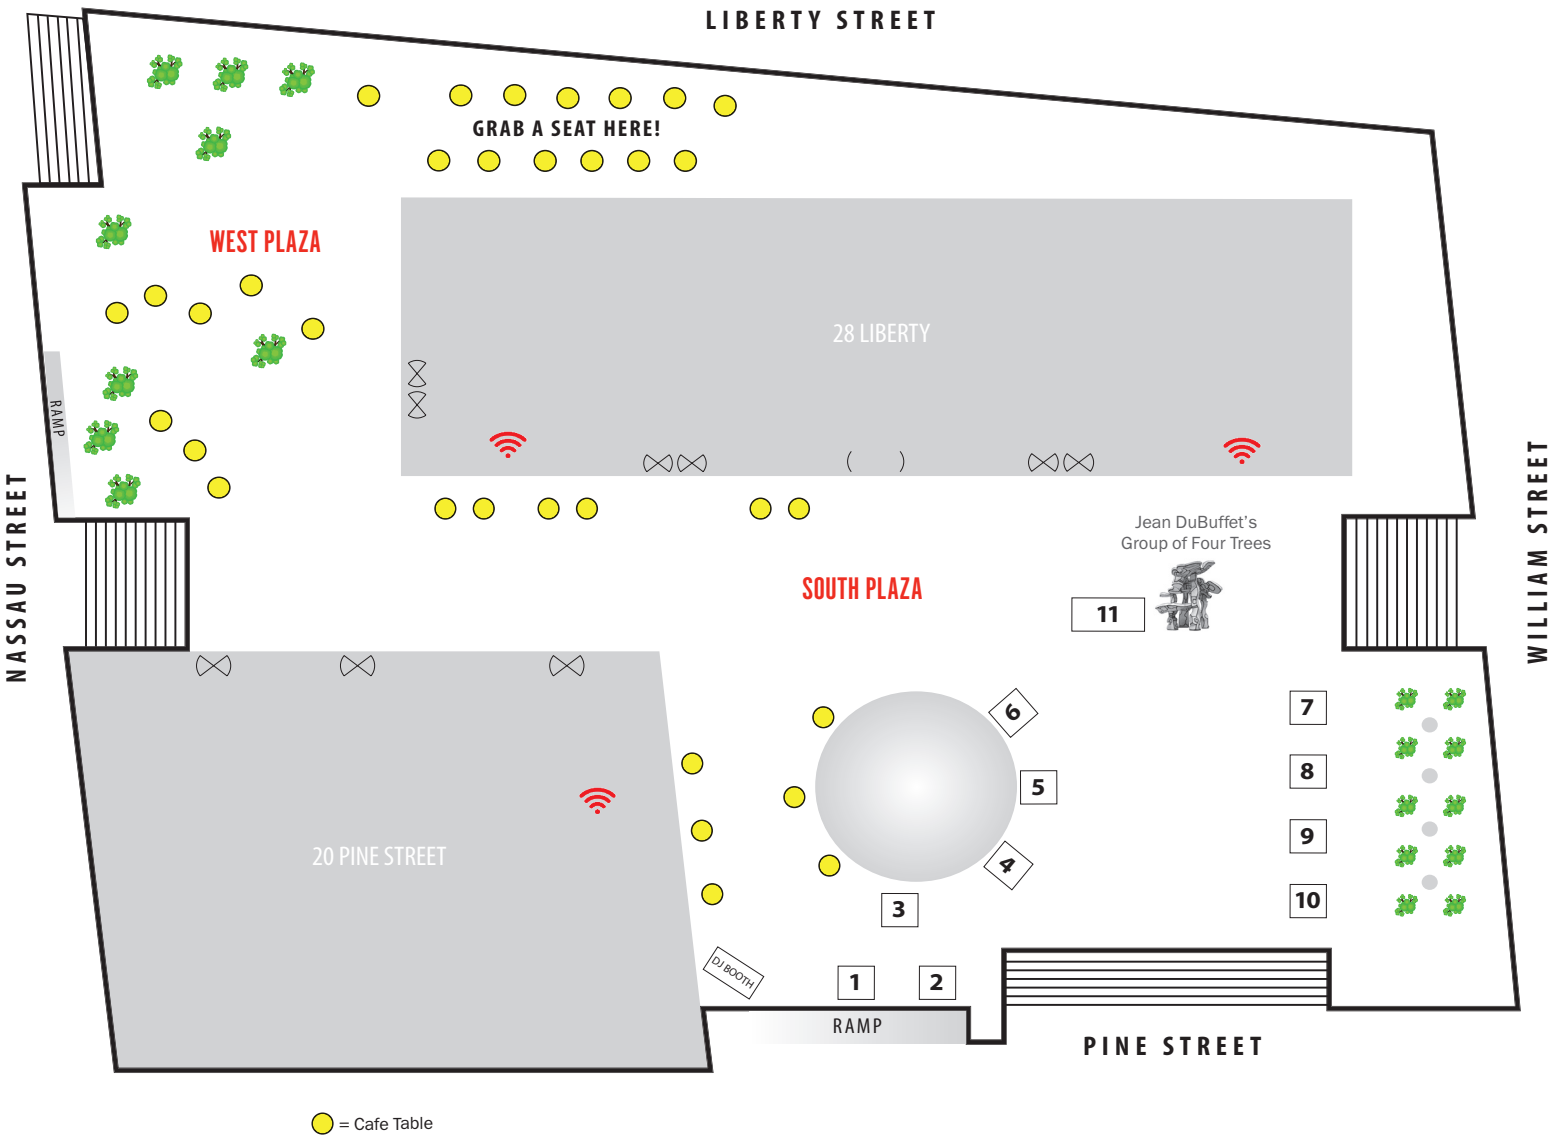 LIBERTY STREET
GRAB A SEAT HERE!
WEST PLAZA
28 LIBERTY
RAMP
NASSAU STREET
WILLIAM STREET
Jean DuBuffet's
Group of Four Trees
SOUTH PLAZA
11
6
7
5
8
4
9
20 PINE STREET
3
10
DJ BOOTH
1
2
RAMP
PINE STREET
= Cafe Table